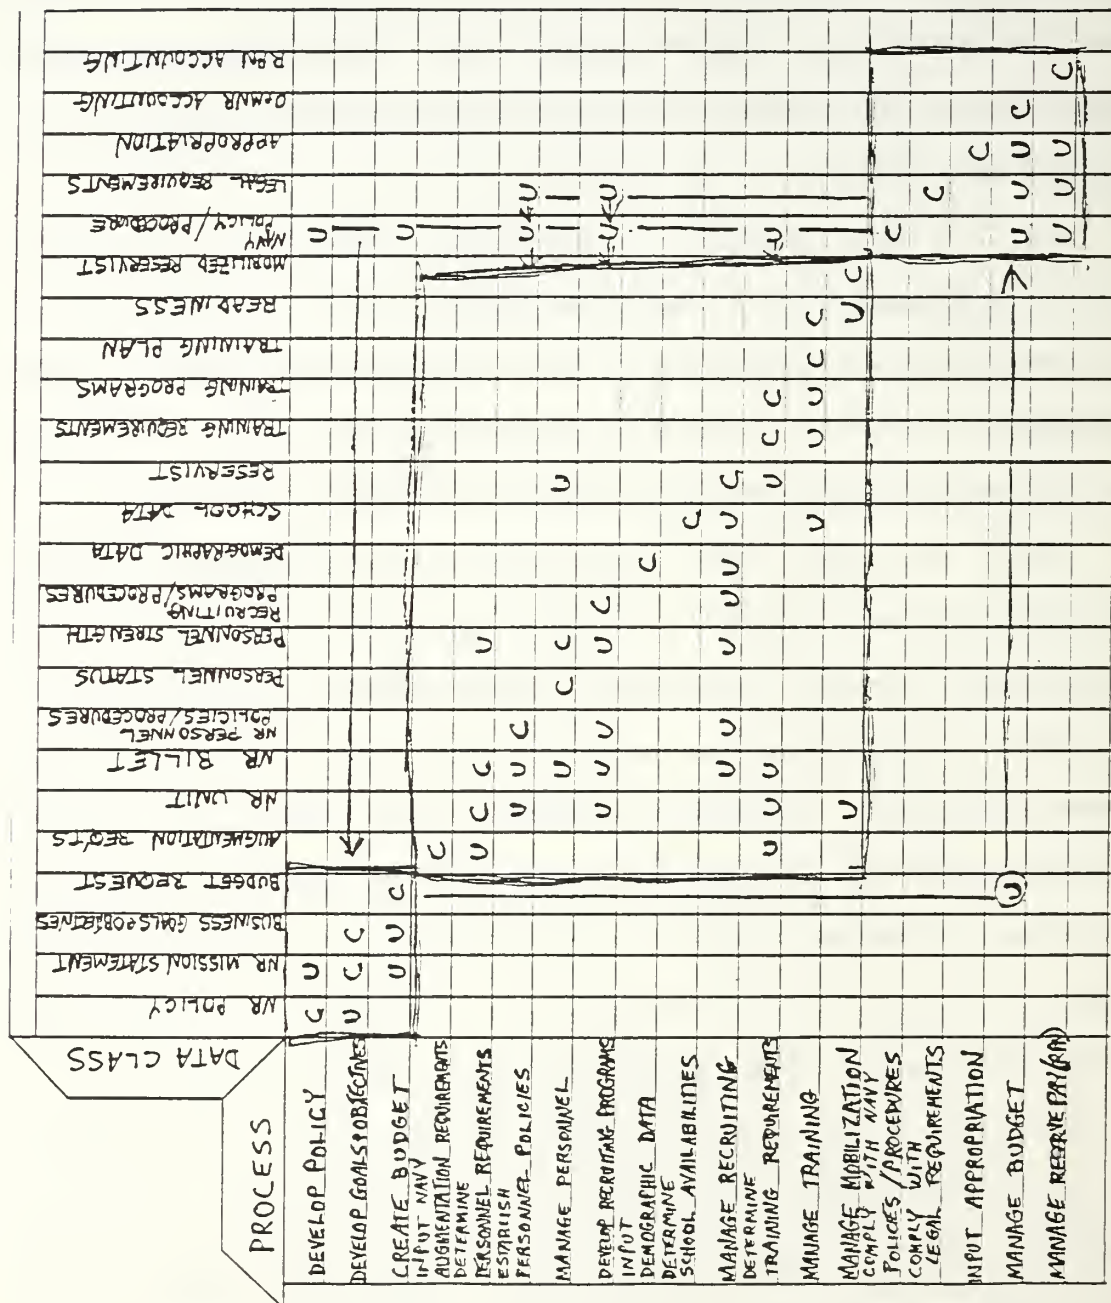 RPN ACCOUNTING C
O&MNR ACCOUNTING C
APPROPRIATION C U U
LEGAL REQUIREMENTS U U C U U
NAVY
POLICY/PROCEDURE U U U U U C U U
MOBILIZED RESERVIST C
READINESS C U
TRAINING PLAN C
TRAINING PROGRAMS C U
TRAINING REQUIREMENTS C U
RESERVIST U C U
SCHOOL DATA C U U
DEMOGRAPHIC DATA C U
RECRUITING
PROGRAMS/PROCEDURES C U
PERSONNEL STRENGTH U C U U
PERSONNEL STATUS C
NR PERSONNEL
POLICIES/PROCEDURES C U U
NR BILLET C U U U U U
NR UNIT C U U U U
AUGMENTATION REQ'TS C U U
BUDGET REQUEST C U
BUSINESS GOALS&OBJECTIVES C U
NR MISSION STATEMENT U C U
NR POLICY C U
DATA CLASS
PROCESS
DEVELOP POLICY
DEVELOP GOALS&OBJECTIVES
CREATE BUDGET
INPUT NAVY
AUGMENTATION REQUIREMENTS
DETERMINE
PERSONNEL REQUIREMENTS
ESTABLISH
PERSONNEL POLICIES
MANAGE PERSONNEL
DEVELOP RECRUITING PROGRAMS
INPUT
DEMOGRAPHIC DATA
DETERMINE
SCHOOL AVAILABILITIES
MANAGE RECRUITING
DETERMINE
TRAINING REQUIREMENTS
MANAGE TRAINING
MANAGE MOBILIZATION
COMPLY WITH NAVY
POLICIES/PROCEDURES
COMPLY WITH
LEGAL REQUIREMENTS
INPUT APPROPRIATION
MANAGE BUDGET
MANAGE RESERVE PAY(RPN)